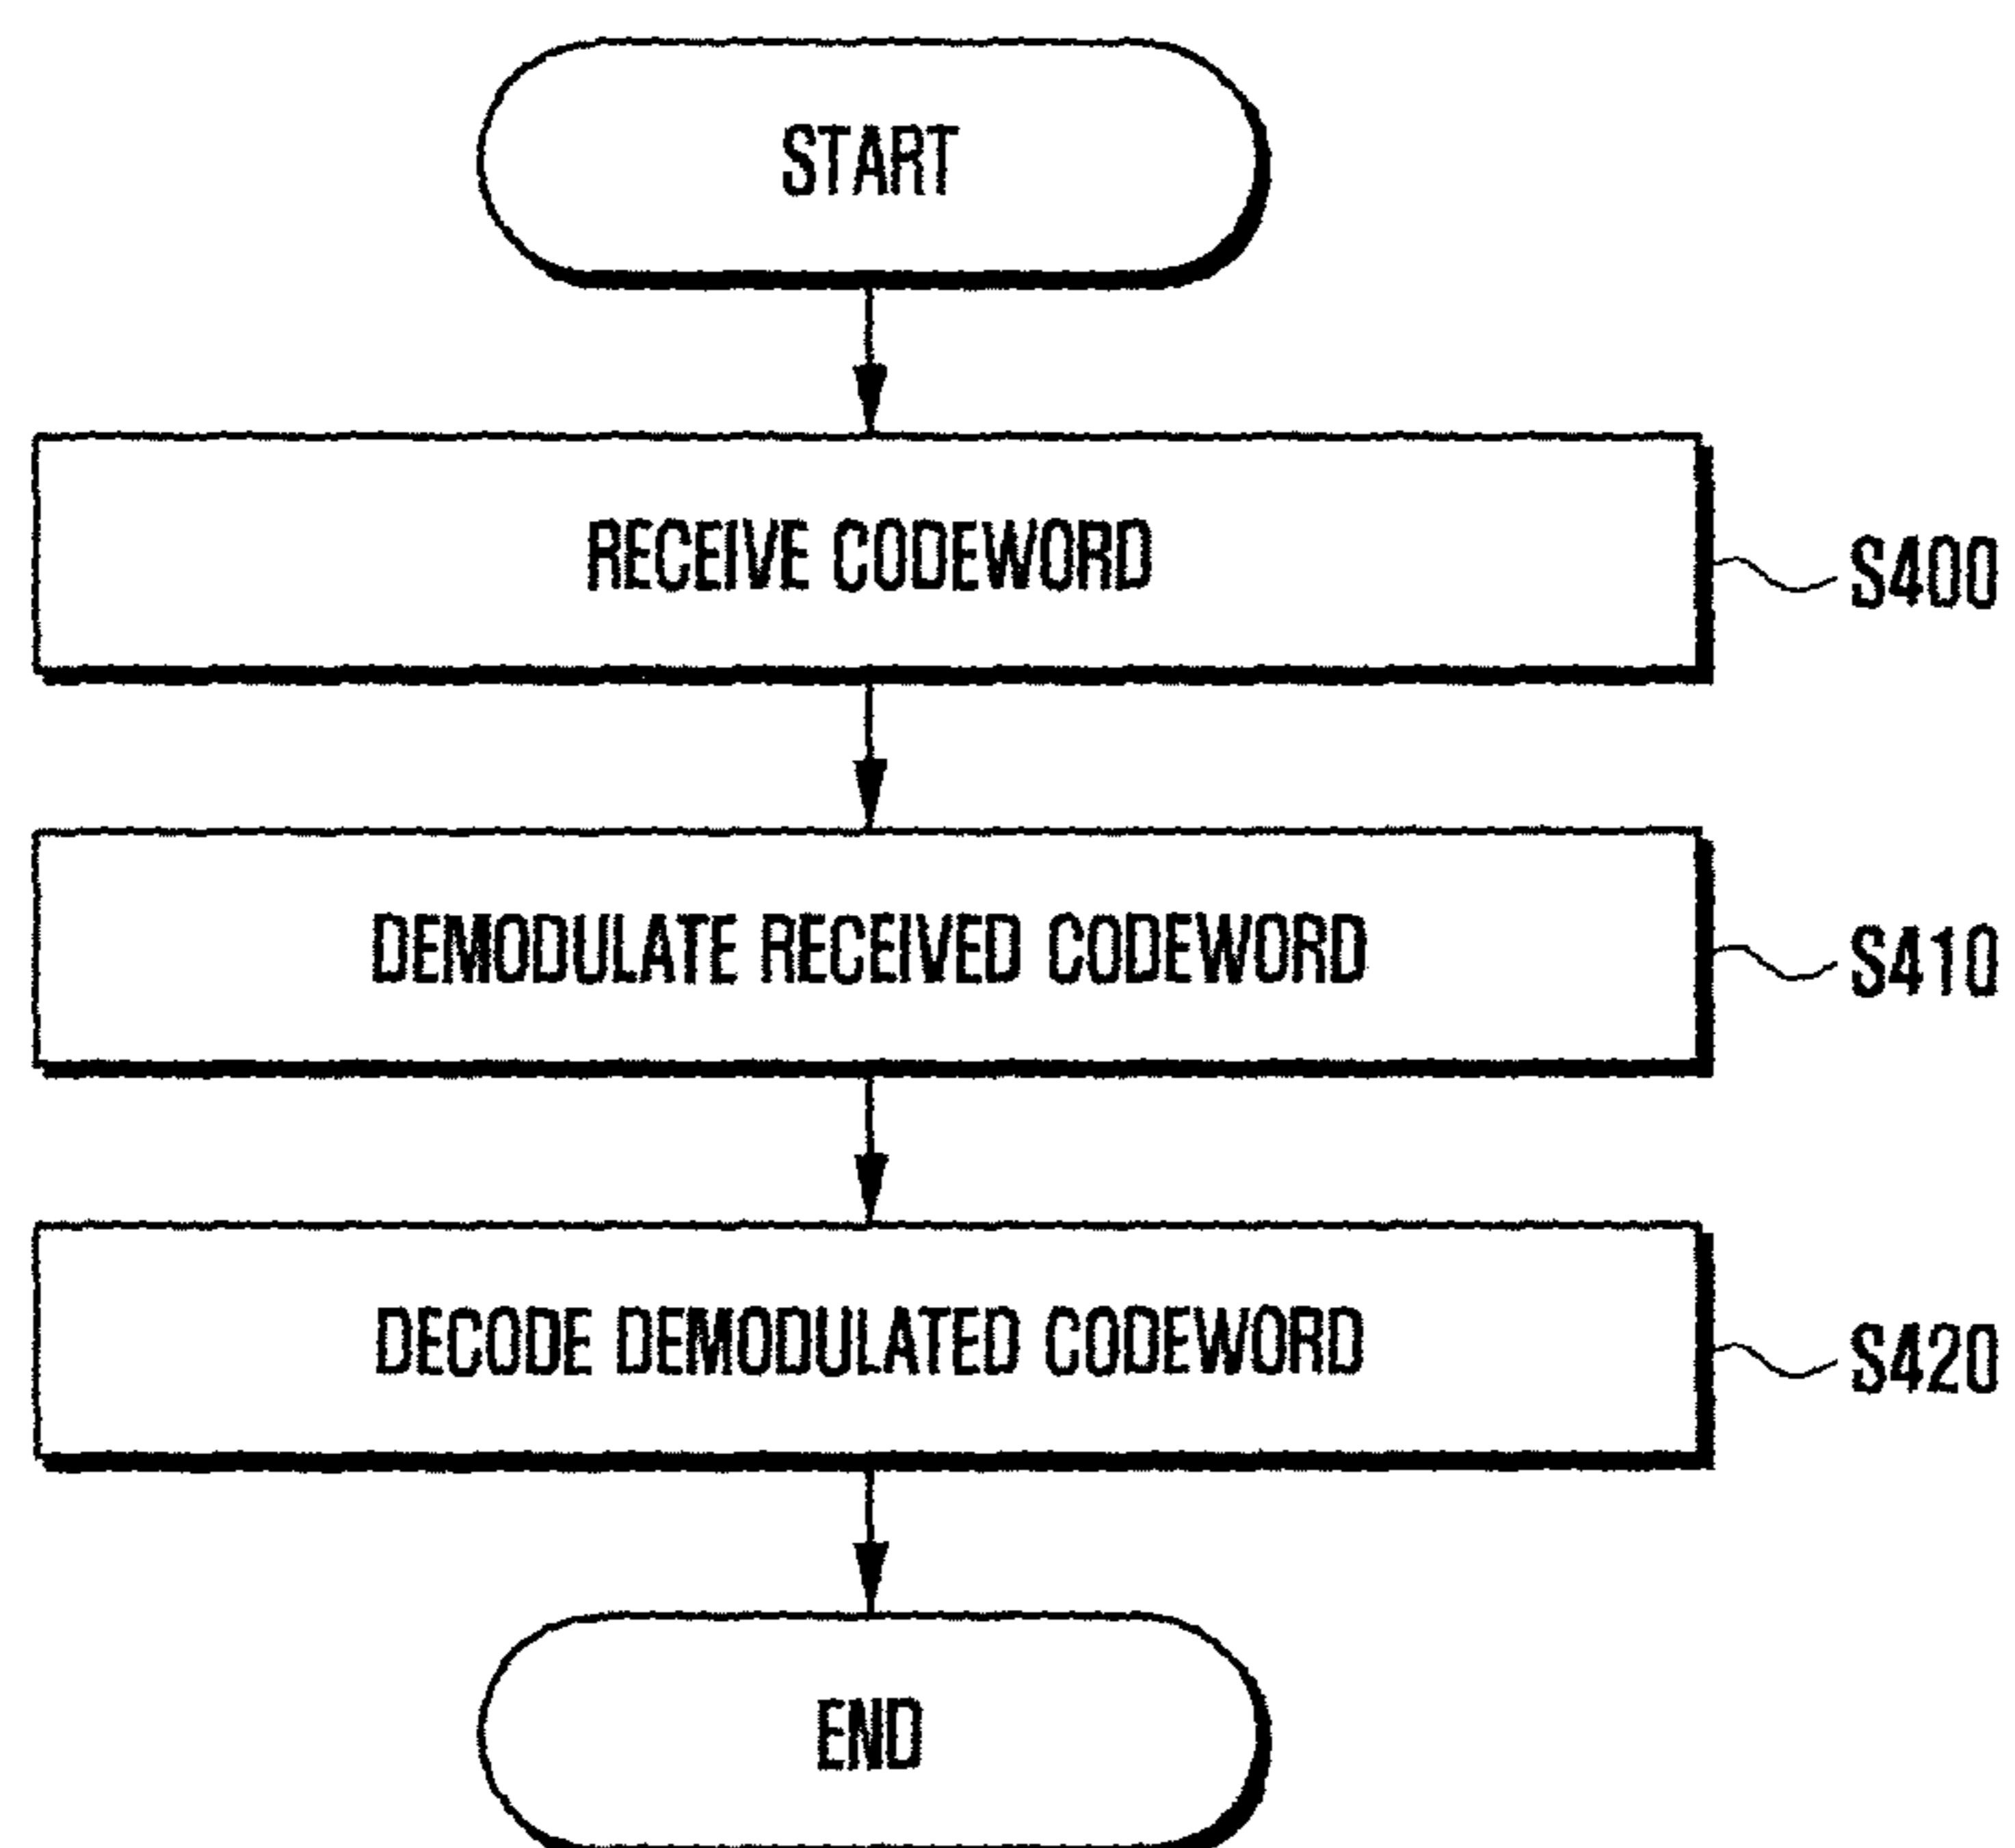 START
RECEIVE CODEWORD
S400
DEMODULATE RECEIVED CODEWORD
S410
DECODE DEMODULATED CODEWORD
S420
END